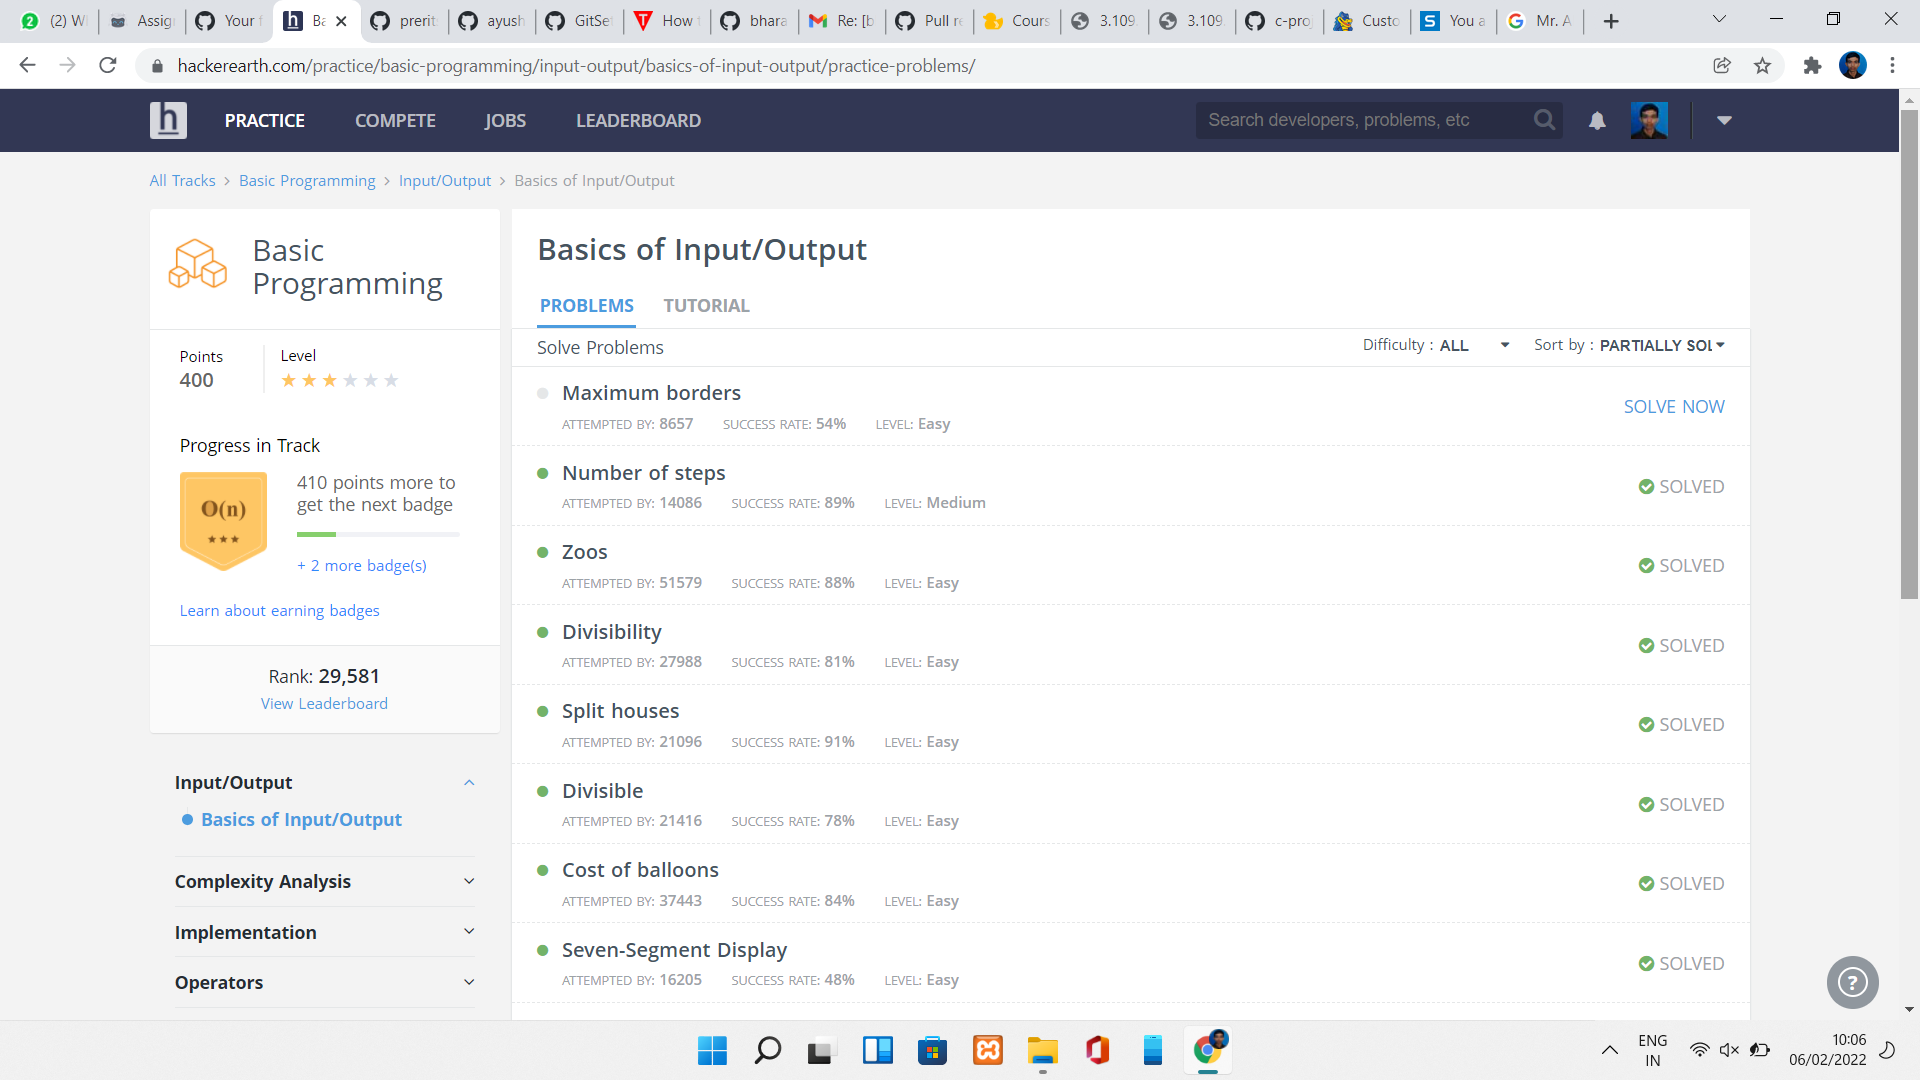 (2) W
Assig
Your
Ba
prerit
ayush
GitSe
How
bhara
Re: [b
Pull re
Cours
3.109.
3.109.
c-pro
Custo
You a
Mr. A
hackerearth.com/practice/basic-programming/input-output/basics-of-input-output/practice-problems/
h PRACTICE COMPETE JOBS LEADERBOARD Search developers, problems, etc
All Tracks > Basic Programming > Input/Output > Basics of Input/Output
Basic
Programming
Points
400
Level
Progress in Track
O(n)
410 points more to
get the next badge
+ 2 more badge(s)
Learn about earning badges
Rank: 29,581
View Leaderboard
Input/Output
Basics of Input/Output
Complexity Analysis
Implementation
Operators
Basics of Input/Output
PROBLEMS TUTORIAL
Solve Problems Difficulty : ALL Sort by : PARTIALLY SOL
Maximum borders
ATTEMPTED BY: 8657 SUCCESS RATE: 54% LEVEL: Easy
SOLVE NOW
Number of steps
ATTEMPTED BY: 14086 SUCCESS RATE: 89% LEVEL: Medium
SOLVED
Zoos
ATTEMPTED BY: 51579 SUCCESS RATE: 88% LEVEL: Easy
SOLVED
Divisibility
ATTEMPTED BY: 27988 SUCCESS RATE: 81% LEVEL: Easy
SOLVED
Split houses
ATTEMPTED BY: 21096 SUCCESS RATE: 91% LEVEL: Easy
SOLVED
Divisible
ATTEMPTED BY: 21416 SUCCESS RATE: 78% LEVEL: Easy
SOLVED
Cost of balloons
ATTEMPTED BY: 37443 SUCCESS RATE: 84% LEVEL: Easy
SOLVED
Seven-Segment Display
ATTEMPTED BY: 16205 SUCCESS RATE: 48% LEVEL: Easy
SOLVED
?
ENG
IN
10:06
06/02/2022